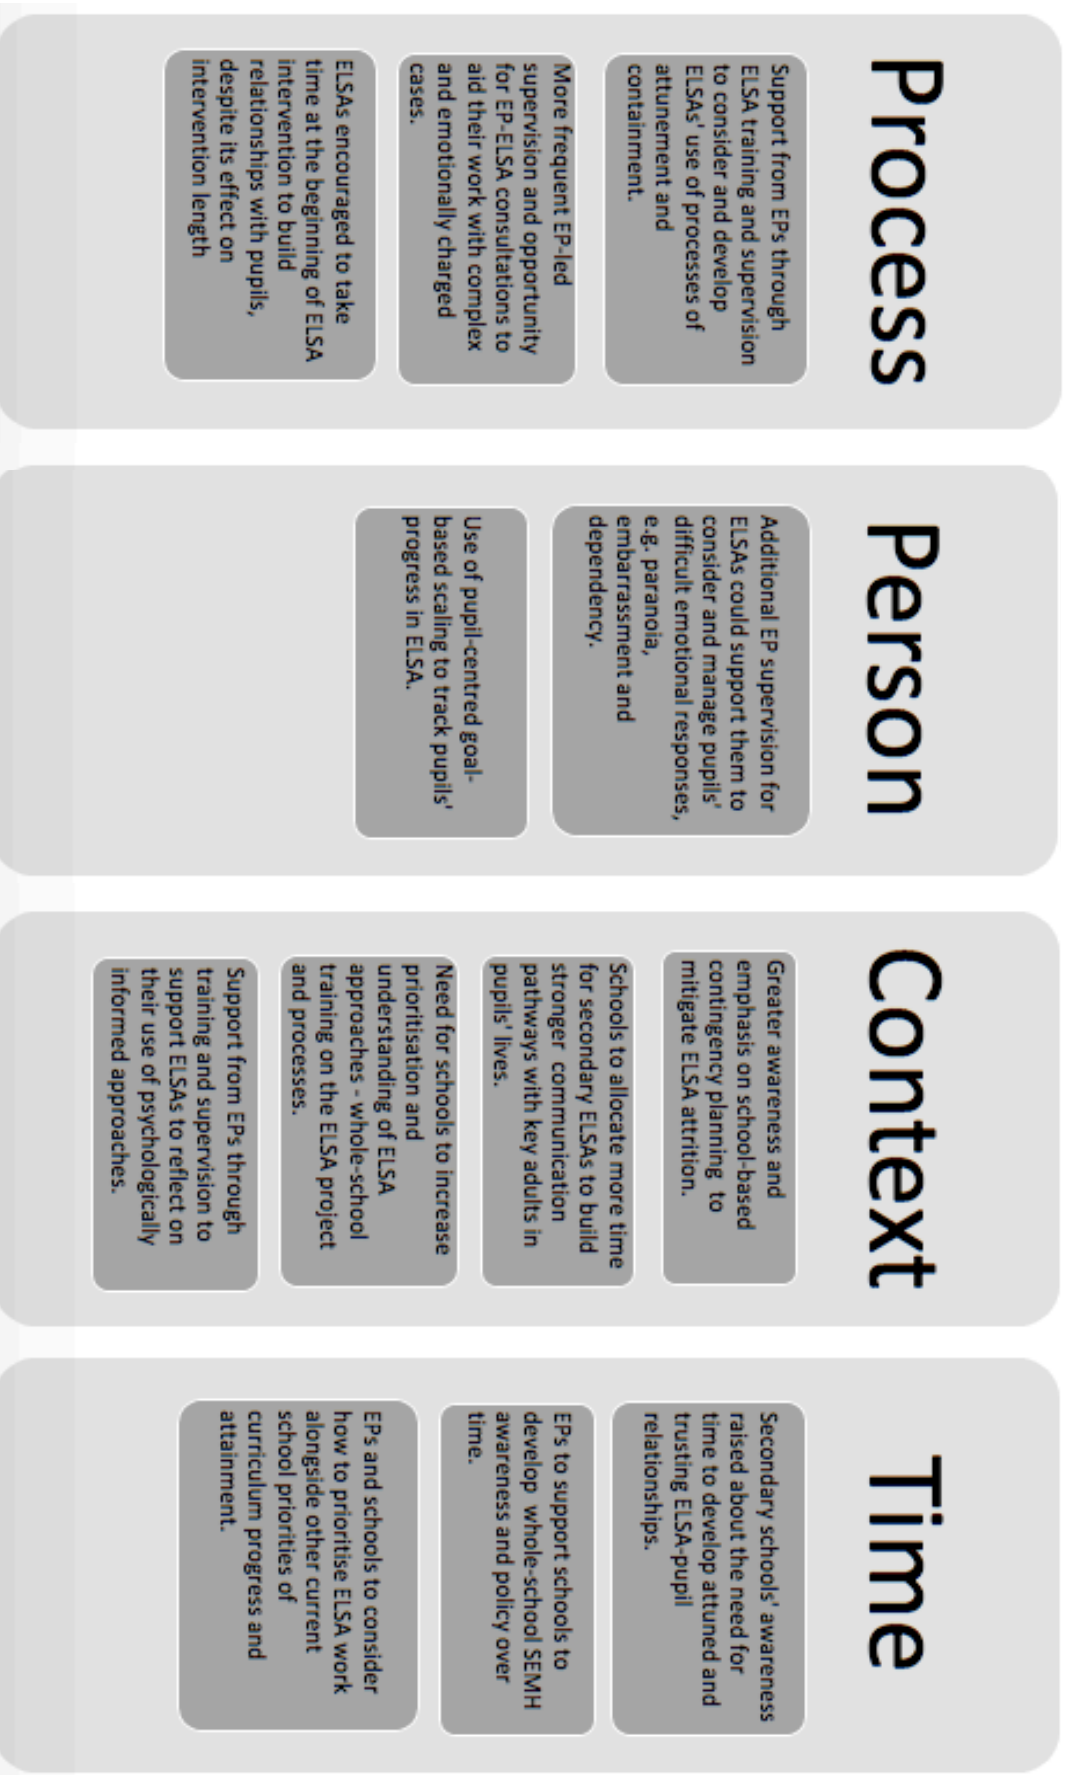 Process
Support from EPs through
ELSA training and supervision
to consider and develop
ELSAs' use of processes of
attunement and
containment.
More frequent EP-led
supervision and opportunity
for EP-ELSA consultations to
aid their work with complex
and emotionally charged
cases.
ELSAs encouraged to take
time at the beginning of ELSA
intervention to build
relationships with pupils,
despite its effect on
intervention length
Person
Additional EP supervision for
ELSAs could support them to
consider and manage pupils'
difficult emotional responses,
e.g. paranoia,
embarrassment and
dependency.
Use of pupil-centred goal-
based scaling to track pupils'
progress in ELSA.
Context
Greater awareness and
emphasis on school-based
contingency planning to
mitigate ELSA attrition.
Schools to allocate more time
for secondary ELSAs to build
stronger communication
pathways with key adults in
pupils' lives.
Need for schools to increase
prioritisation and
understanding of ELSA
approaches - whole-school
training on the ELSA project
and processes.
Support from EPs through
training and supervision to
support ELSAs to reflect on
their use of psychologically
informed approaches.
Time
Secondary schools' awareness
raised about the need for
time to develop attuned and
trusting ELSA-pupil
relationships.
EPs to support schools to
develop whole-school SEMH
awareness and policy over
time.
EPs and schools to consider
how to prioritise ELSA work
alongside other current
school priorities of
curriculum progress and
attainment.